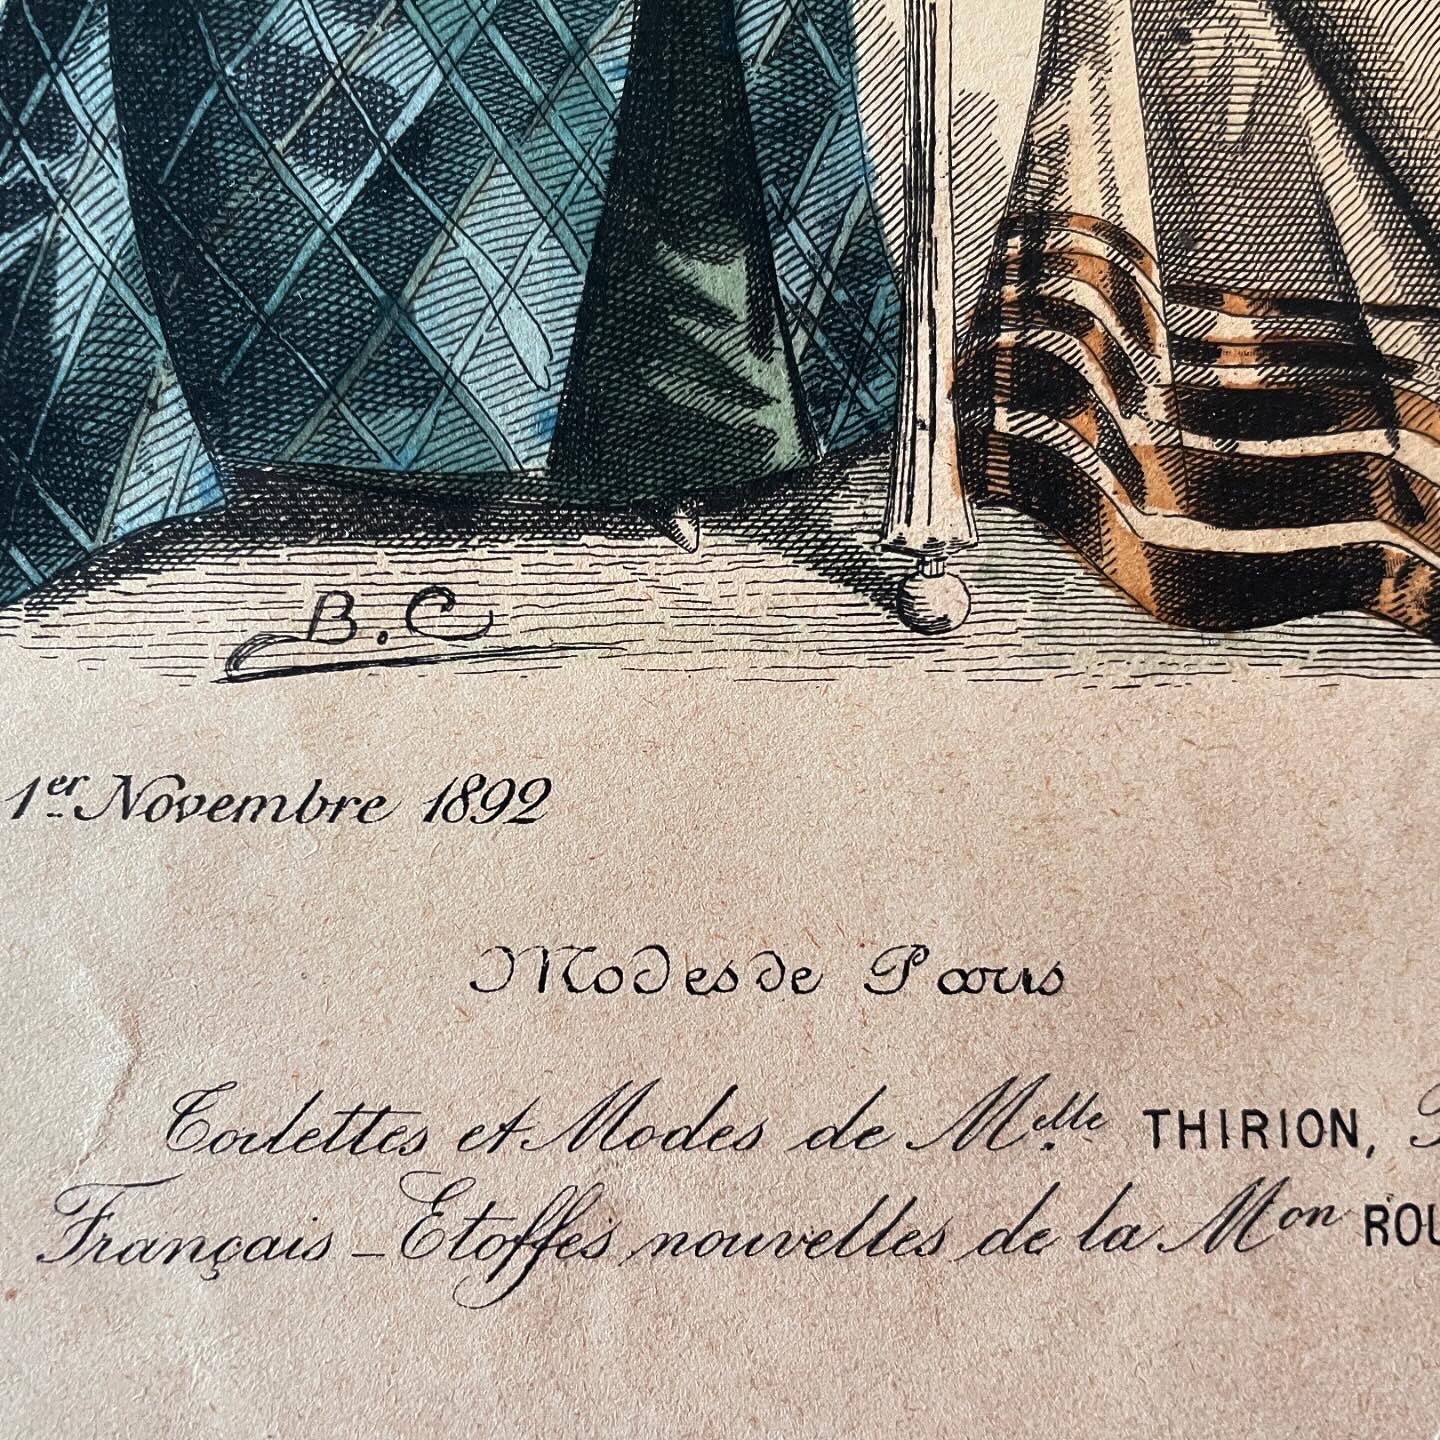 B.C
1er Novembre 1892
Modes de Paris
Toilettes et Modes de Melle THIRION,
Français _ Etoffes nouvelles de la Mon